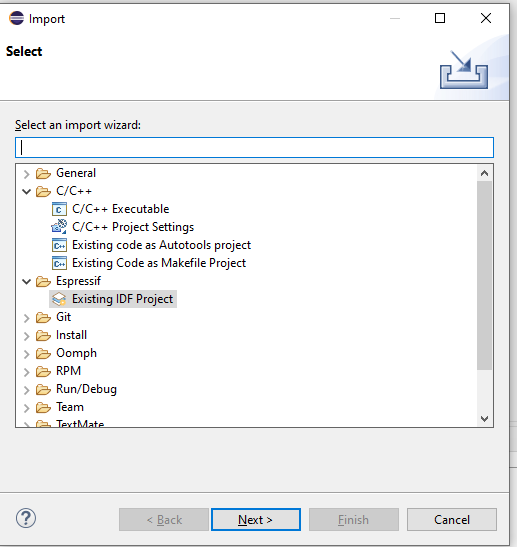 Import
Select
Select an import wizard:
General
C/C++
C/C++ Executable
C/C++ Project Settings
Existing code as Autotools project
Existing Code as Makefile Project
Espressif
Existing IDF Project
Git
Install
Oomph
RPM
Run/Debug
Team
TextMate
< Back
Next >
Finish
Cancel